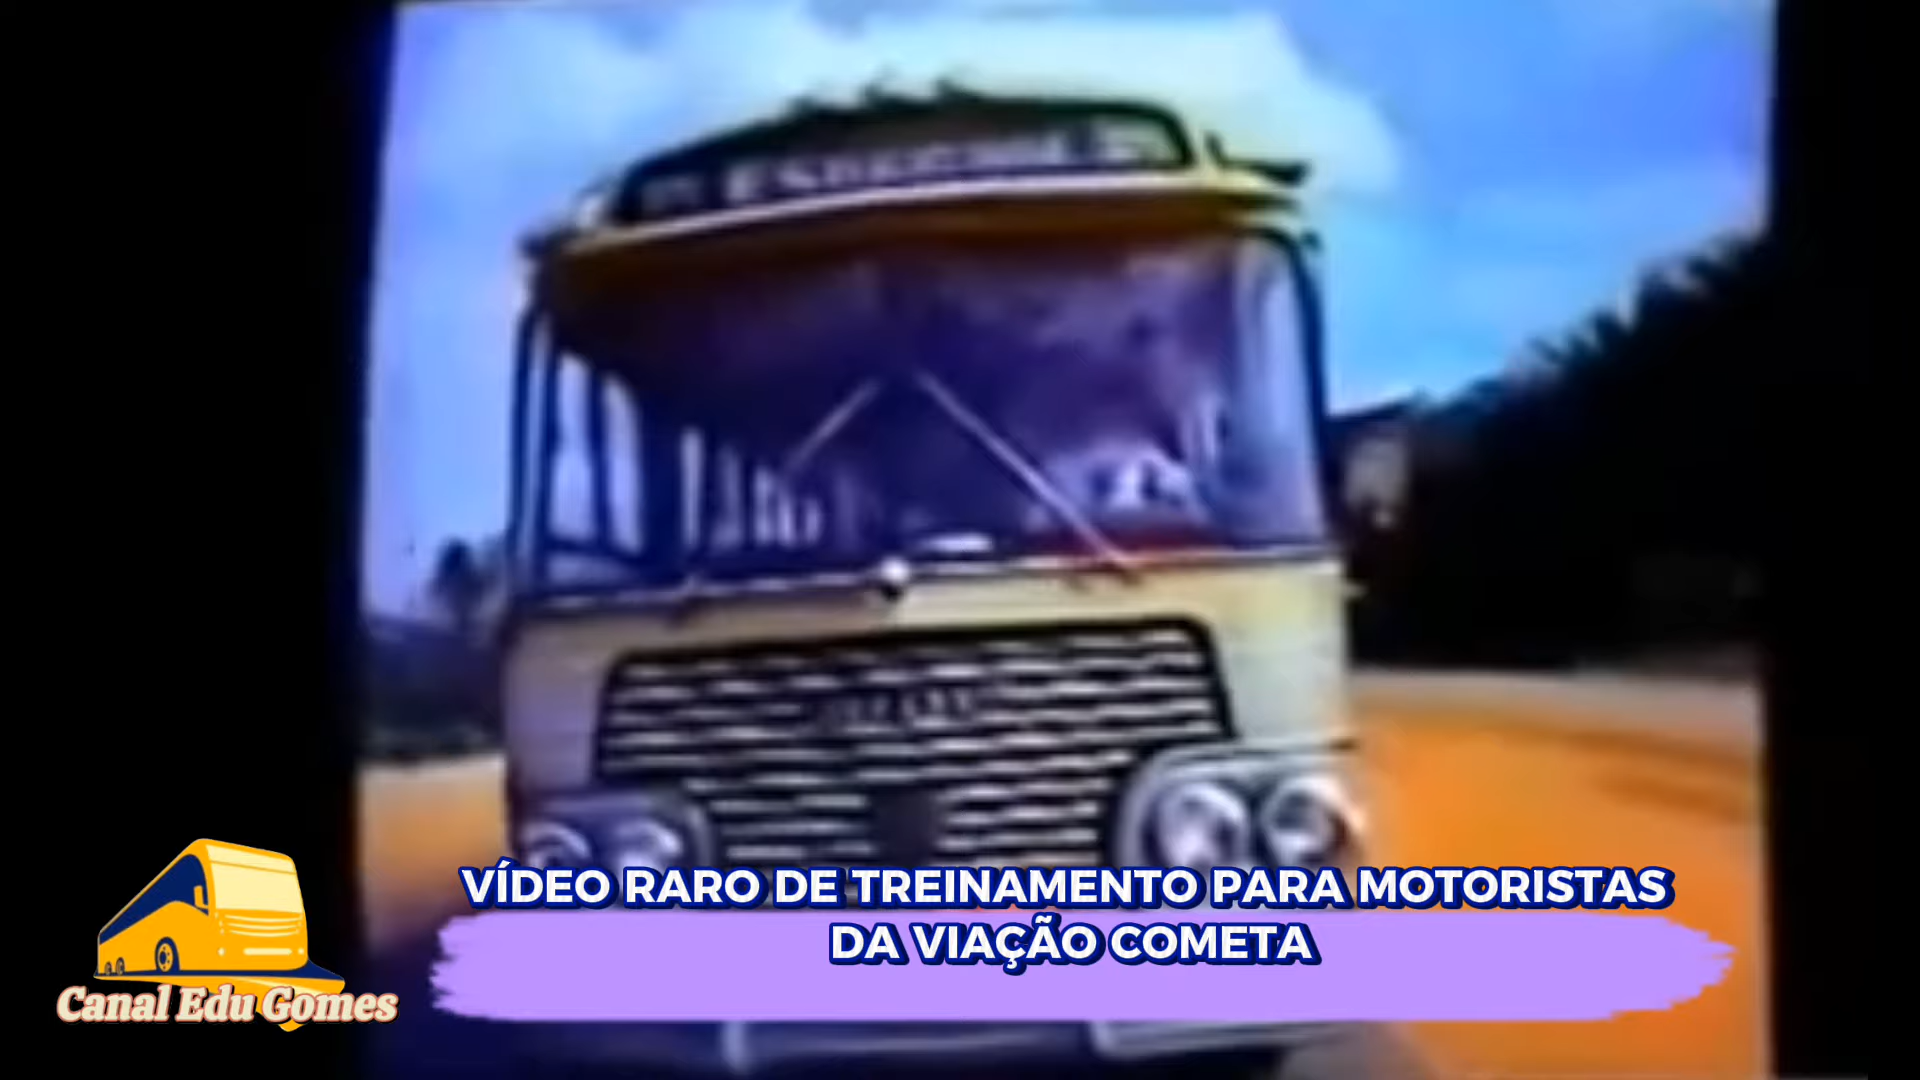 VÍDEO RARO DE TREINAMENTO PARA MOTORISTAS
DA VIAÇÃO COMETA
Canal Edu Gomes